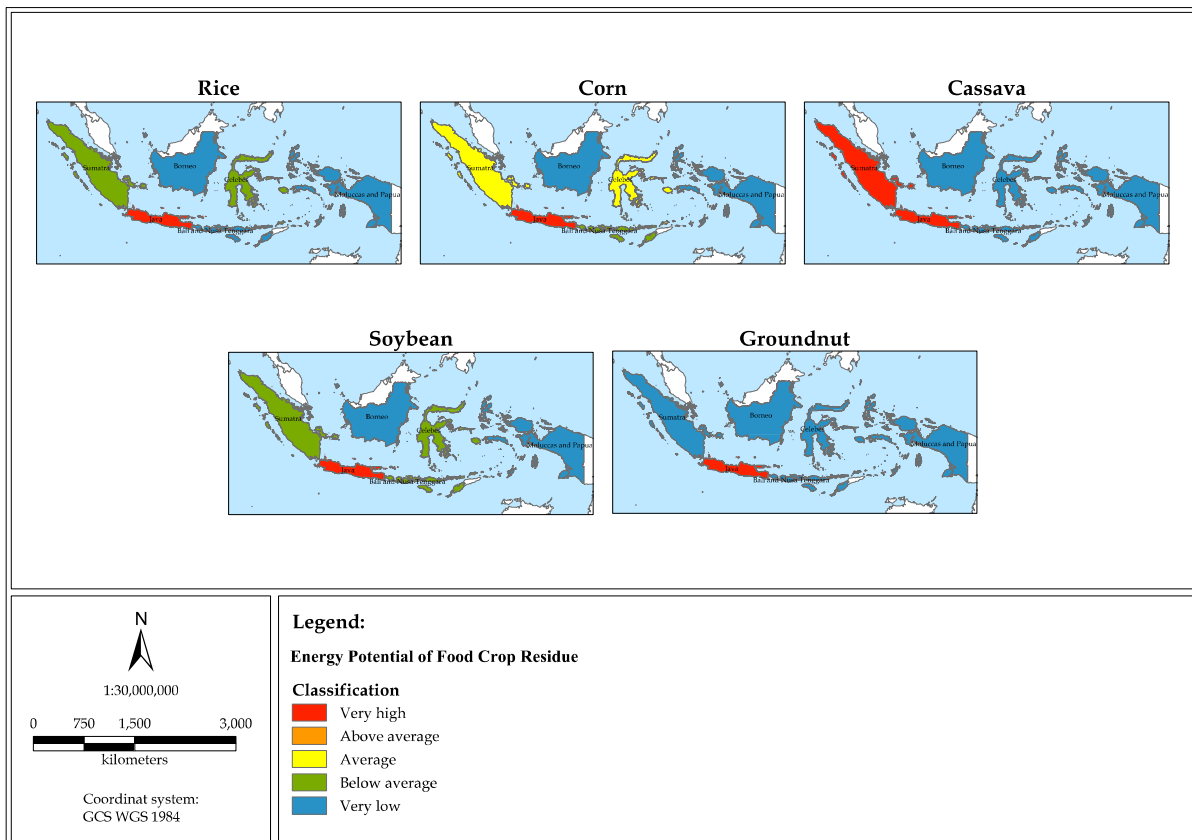 Rice
Sumatra
Borneo
Celebes
Moluccas and Papua
Java
Bali and Nusa Tenggara
Corn
Sumatra
Borneo
Celebes
Moluccas and Papua
Java
Bali and Nusa Tenggara
Cassava
Sumatra
Borneo
Celebes
Moluccas and Papua
Java
Bali and Nusa Tenggara
Soybean
Sumatra
Borneo
Celebes
Moluccas and Papua
Java
Bali and Nusa Tenggara
Groundnut
Sumatra
Borneo
Celebes
Moluccas and Papua
Java
Bali and Nusa Tenggara
N
1:30,000,000
0 750 1,500 3,000
kilometers
Coordinat system:
GCS WGS 1984
Legend:
Energy Potential of Food Crop Residue
Classification
Very high
Above average
Average
Below average
Very low